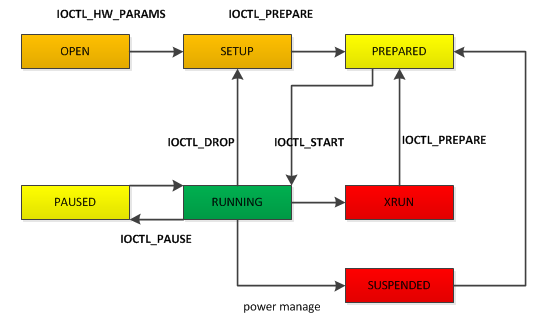 IOCTL_HW_PARAMS
IOCTL_PREPARE
OPEN
SETUP
PREPARED
IOCTL_DROP
IOCTL_START
IOCTL_PREPARE
PAUSED
RUNNING
XRUN
IOCTL_PAUSE
SUSPENDED
power manage